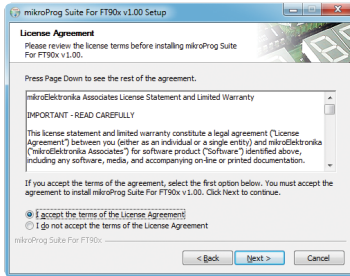 mikroProg Suite For FT90x v1.00 Setup
License Agreement
Please review the license terms before installing mikroProg Suite
For FT90x v1.00.
Press Page Down to see the rest of the agreement.
mikroElektronika Associates License Statement and Limited Warranty
IMPORTANT - READ CAREFULLY
This license statement and limited warranty constitute a legal agreement ("License
Agreement") between you (either as an individual or a single entity) and mikroElektronika
("mikroElektronika Associates") for software product ("Software") identified above,
including any software, media, and accompanying on-line or printed documentation.
If you accept the terms of the agreement, select the first option below. You must accept the
agreement to install mikroProg Suite For FT90x v1.00. Click Next to continue.
I accept the terms of the License Agreement
I do not accept the terms of the License Agreement
mikroProg Suite For FT90x
< Back Next > Cancel